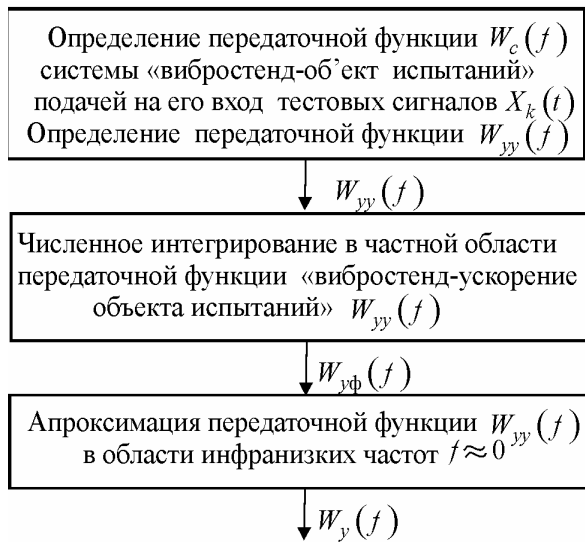 Определение передаточной функции W_c(f)
системы «вибростенд-об’ект испытаний»
подачей на его вход тестовых сигналов X_k(t)
Определение передаточной функции W_yy(f)
W_yy(f)
Численное интегрирование в частной области
передаточной функции «вибростенд-ускорение
объекта испытаний» W_yy(f)
W_уф(f)
Апроксимация передаточной функции W_yy(f)
в области инфранизких частот f≈0
W_y(f)